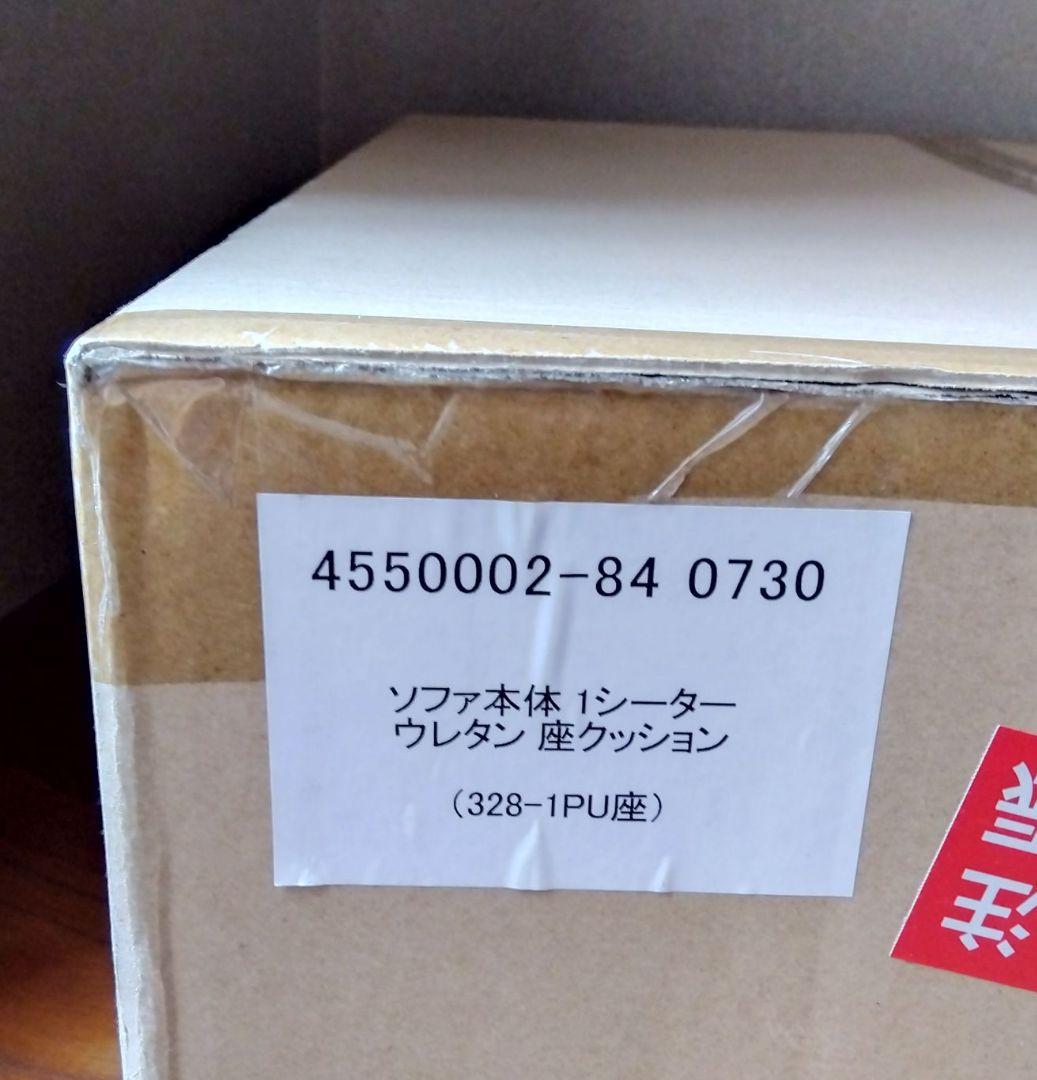 4550002-84 0730
ソファ本体 1シーター
ウレタン 座クッション
(328-1PU座)
注